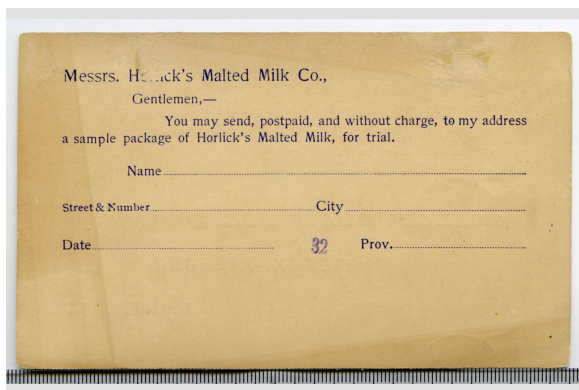 Messrs. Horlick's Malted Milk Co.,
Gentlemen,—
You may send, postpaid, and without charge, to my address
a sample package of Horlick's Malted Milk, for trial.
Name
Street & Number City
Date 32 Prov.